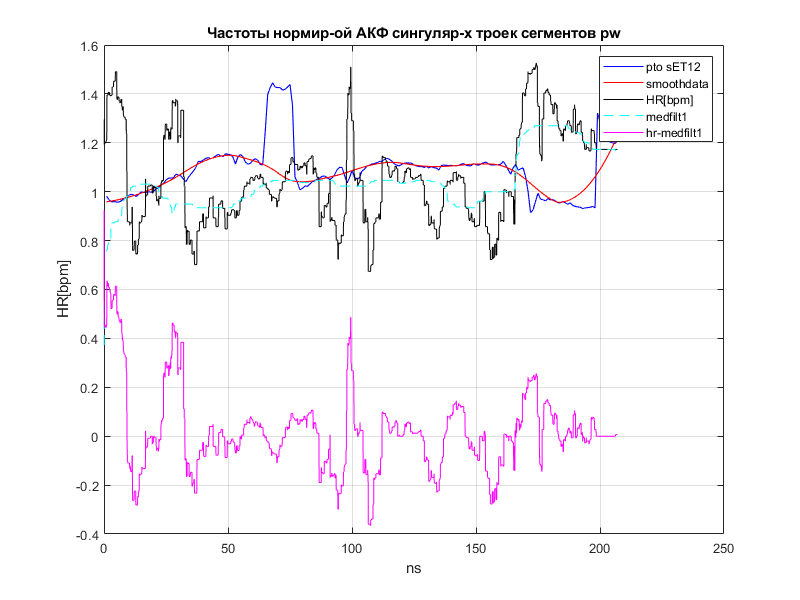 Частоты нормир-ой АКФ сингуляр-х троек сегментов pw
pto sET12
smoothdata
HR[bpm]
medfilt1
hr-medfilt1
HR[bpm]
1.6
1.4
1.2
1
0.8
0.6
0.4
0.2
0
-0.2
-0.4
0
50
100
150
200
250
ns